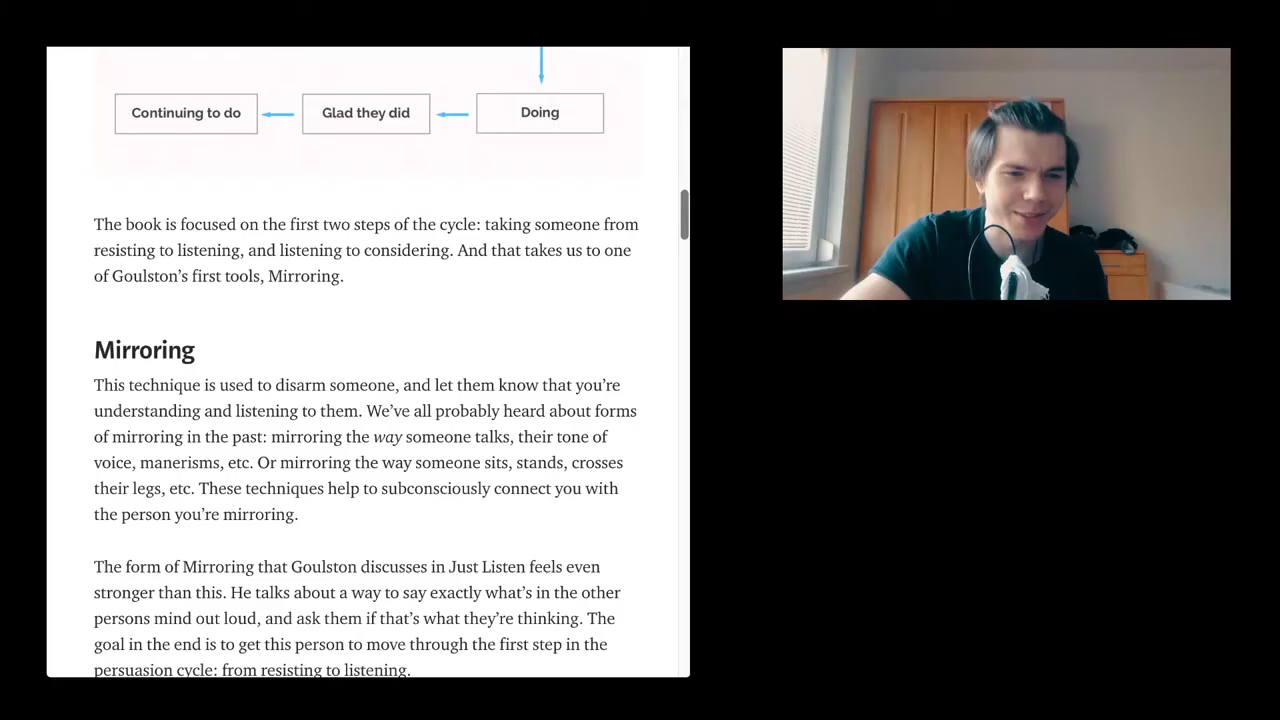 Continuing to do
Glad they did
Doing
The book is focused on the first two steps of the cycle: taking someone from
resisting to listening, and listening to considering. And that takes us to one
of Goulston’s first tools, Mirroring.
Mirroring
This technique is used to disarm someone, and let them know that you’re
understanding and listening to them. We’ve all probably heard about forms
of mirroring in the past: mirroring the way someone talks, their tone of
voice, manerisms, etc. Or mirroring the way someone sits, stands, crosses
their legs, etc. These techniques help to subconsciously connect you with
the person you’re mirroring.
The form of Mirroring that Goulston discusses in Just Listen feels even
stronger than this. He talks about a way to say exactly what’s in the other
persons mind out loud, and ask them if that’s what they’re thinking. The
goal in the end is to get this person to move through the first step in the
persuasion cycle: from resisting to listening.